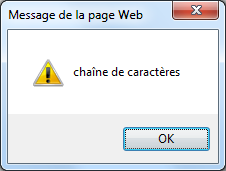 Message de la page Web
chaîne de caractères
OK